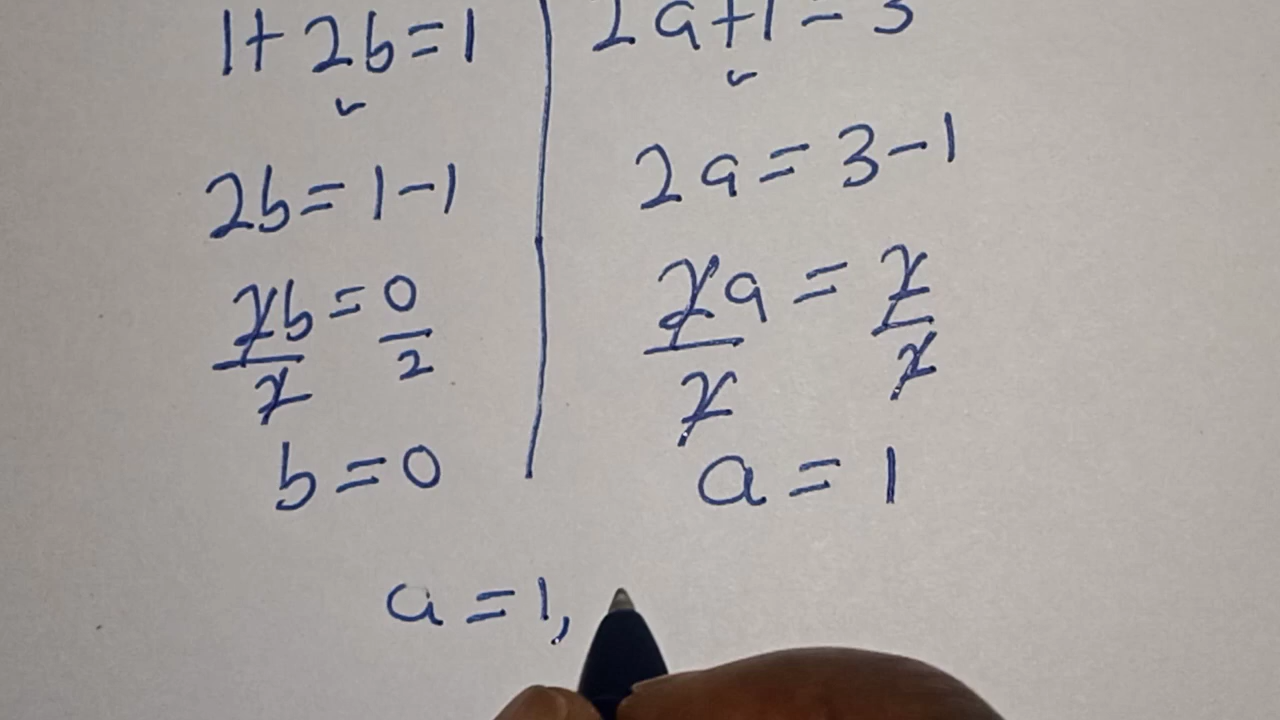 1+2b=1
2a+1=3
2b=1-1
2a=3-1
2b=0
2 2
2a=2
2 2
b=0
a=1
a=1,